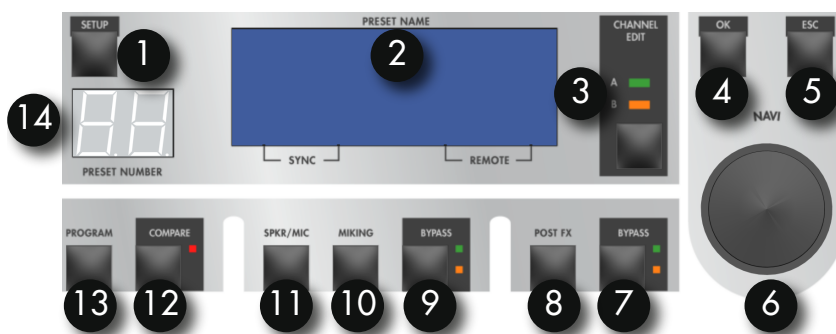 SETUP
PRESET NAME
CHANNEL
EDIT
OK
ESC
1
2
3
A
B
4
5
14
NAVI
SYNC
REMOTE
PRESET NUMBER
PROGRAM
COMPARE
SPKR/MIC
MIKING
BYPASS
POST FX
BYPASS
13
12
11
10
9
8
7
6